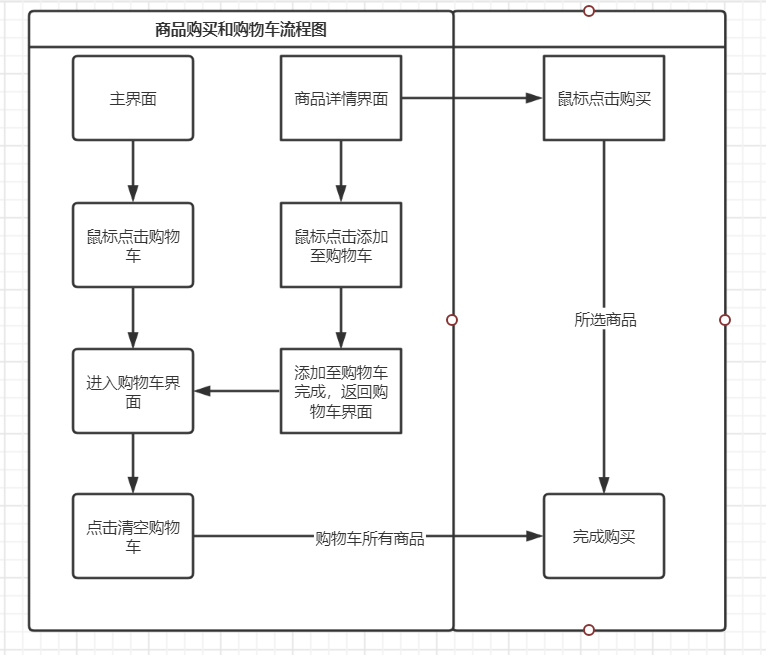 商品购买和购物车流程图
主界面
商品详情界面
鼠标点击购买
鼠标点击购物
车
鼠标点击添加
至购物车
所选商品
进入购物车界
面
添加至购物车
完成，返回购
物车界面
点击清空购物
车
购物车所有商品
完成购买